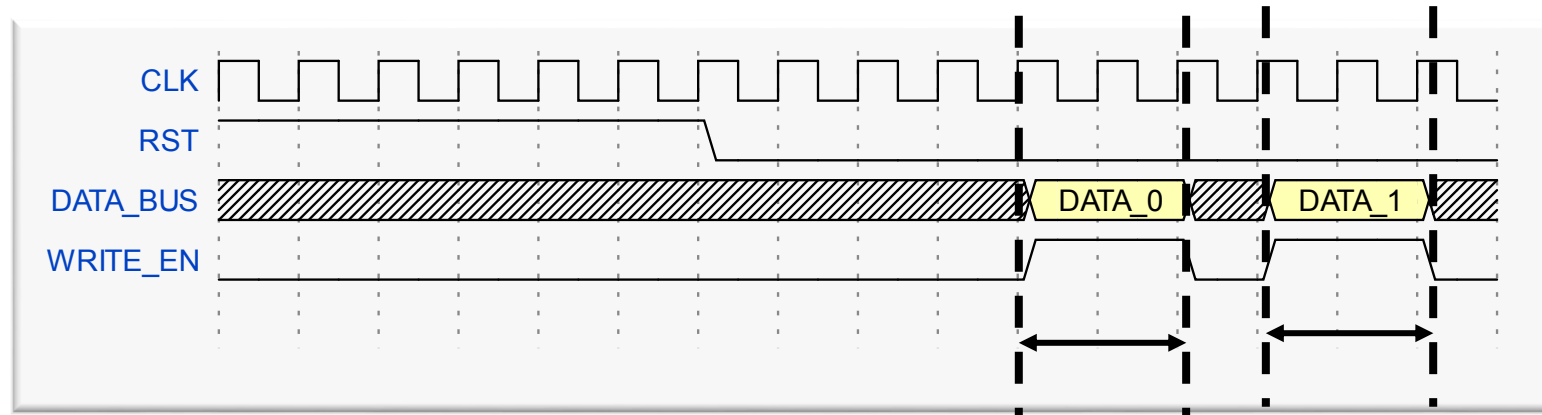 CLK
RST
DATA_BUS DATA_0 DATA_1
WRITE_EN